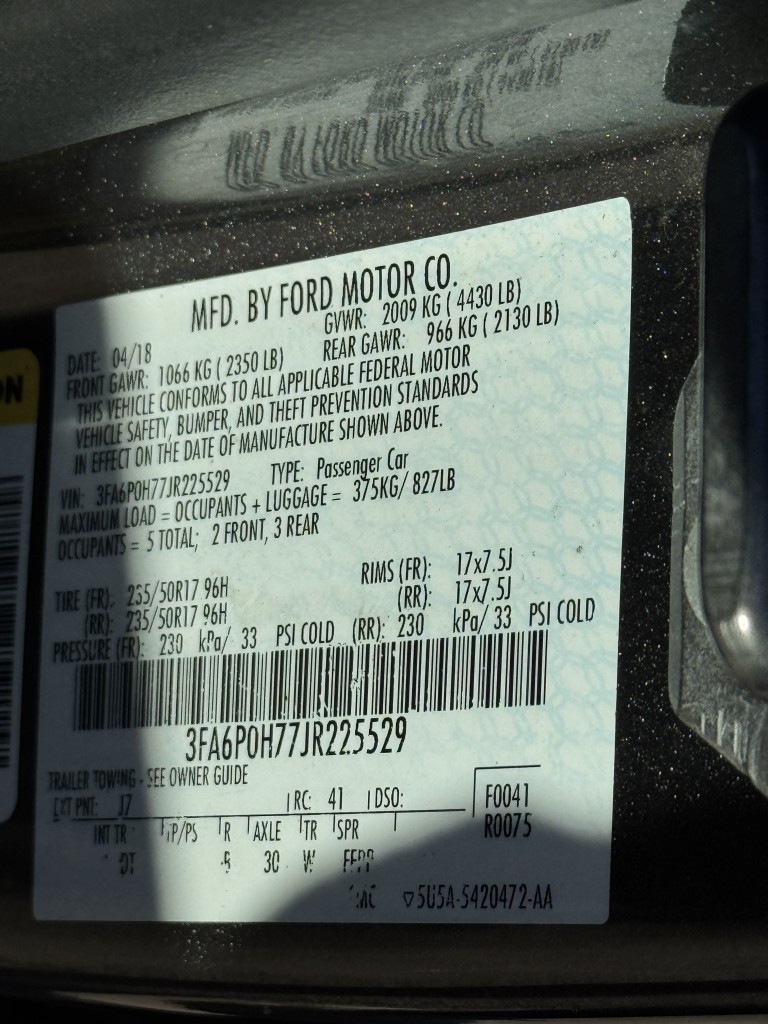 MFD. BY FORD MOTOR CO.
DATE: 04/18 GVWR: 2009 KG ( 4430 LB)
FRONT GAWR: 1066 KG ( 2350 LB) REAR GAWR: 966 KG ( 2130 LB)
THIS VEHICLE CONFORMS TO ALL APPLICABLE FEDERAL MOTOR
VEHICLE SAFETY, BUMPER, AND THEFT PREVENTION STANDARDS
IN EFFECT ON THE DATE OF MANUFACTURE SHOWN ABOVE.
VIN: 3FA6P0H77JR225529 TYPE: Passenger Car
MAXIMUM LOAD = OCCUPANTS + LUGGAGE = 375KG/ 827LB
OCCUPANTS = 5 TOTAL; 2 FRONT, 3 REAR
TIRE (FR): 235/50R17 96H RIMS (FR): 17x7.5J
(RR): 235/50R17 96H (RR): 17x7.5J
PRESSURE (FR): 230 kPa/ 33 PSI COLD (RR): 230 kPa/ 33 PSI COLD
3FA6P0H77JR225529
TRAILER TOWING - SEE OWNER GUIDE
EXT PNT: J7 RC: 41 DSO: F0041
INT TR TP/PS R AXLE TR SPR R0075
DT 5 30 W
5U5A-5420472-AA
ON